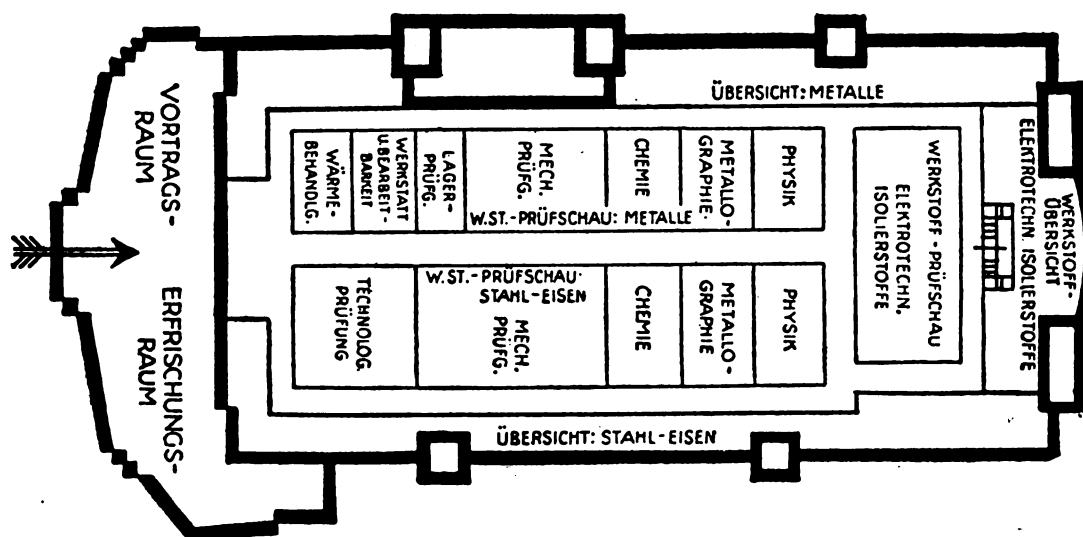 VORTRAGS-
RAUM
ERFRISCHUNGS-
RAUM
ÜBERSICHT: METALLE
WÄRME-
BEHANDLG.
WERKSTATT
U. BEARBEIT-
BARKEIT
LAGER-
PRÜFG.
MECH.
PRÜFG.
CHEMIE
METALLO-
GRAPHIE.
PHYSIK
W.ST.-PRÜFSCHAU: METALLE
W.ST.-PRÜFSCHAU·
STAHL-EISEN
TECHNOLOG.
PRÜFUNG
MECH.
PRÜFG.
CHEMIE
METALLO-
GRAPHIE
PHYSIK
WERKSTOFF-PRÜFSCHAU
ELEKTROTECHN.
ISOLIERSTOFFE
WERKSTOFF-
ÜBERSICHT
ELEKTROTECHN. ISOLIERSTOFFE
ÜBERSICHT: STAHL-EISEN